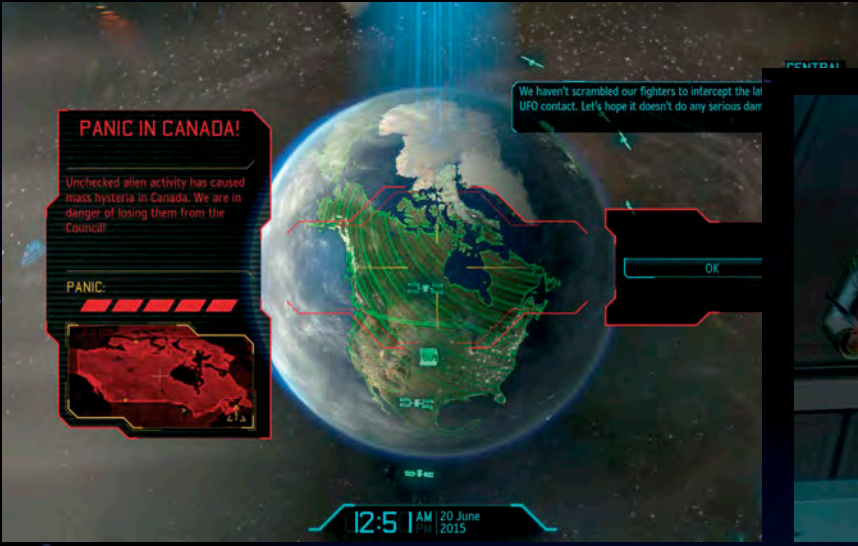 CENTRAL
We haven't scrambled our fighters to intercept the
UFO contact. Let's hope it doesn't do any serious
PANIC IN CANADA!
Unchecked alien activity has caused
mass hysteria in Canada. We are in
danger of losing them from the
Council!
PANIC:
OK
12:51 AM PM 20 June
2015